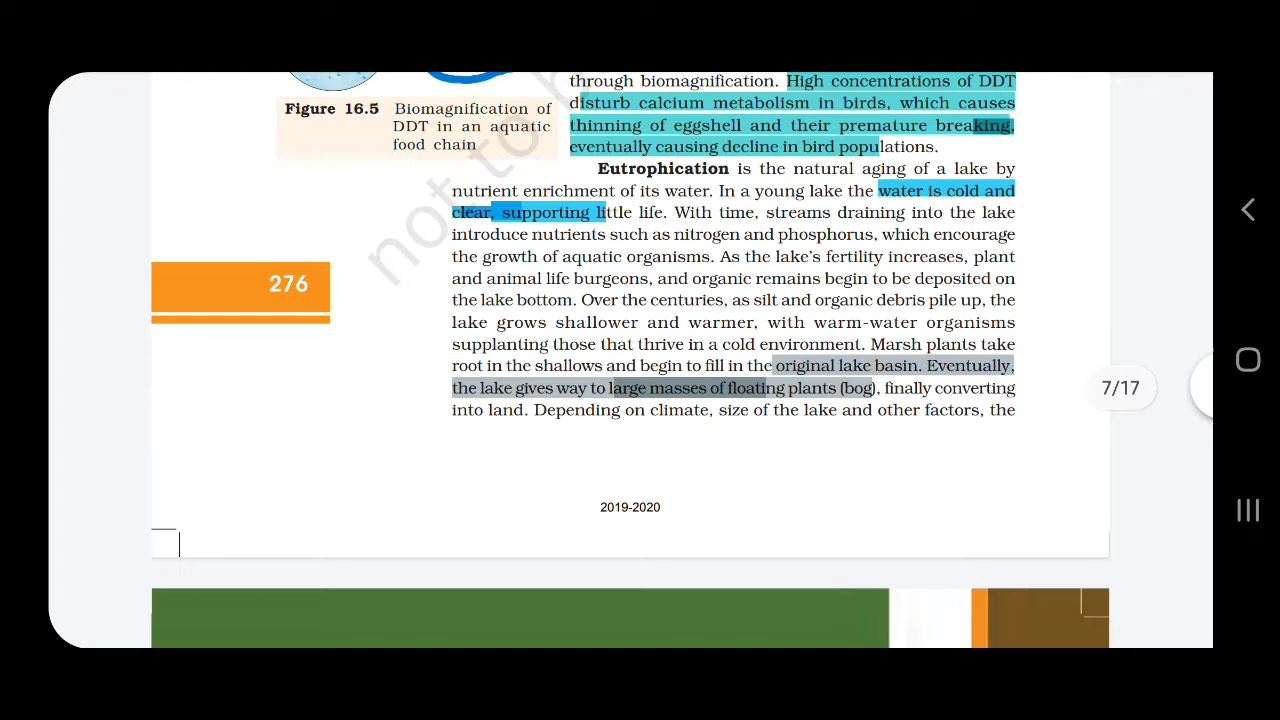 through biomagnification. High concentrations of DDT
disturb calcium metabolism in birds, which causes
thinning of eggshell and their premature breaking,
eventually causing decline in bird populations.
Figure 16.5 Biomagnification of
DDT in an aquatic
food chain
Eutrophication is the natural aging of a lake by
nutrient enrichment of its water. In a young lake the water is cold and
clear, supporting little life. With time, streams draining into the lake
introduce nutrients such as nitrogen and phosphorus, which encourage
the growth of aquatic organisms. As the lake's fertility increases, plant
and animal life burgeons, and organic remains begin to be deposited on
the lake bottom. Over the centuries, as silt and organic debris pile up, the
lake grows shallower and warmer, with warm-water organisms
supplanting those that thrive in a cold environment. Marsh plants take
root in the shallows and begin to fill in the original lake basin. Eventually,
the lake gives way to large masses of floating plants (bog), finally converting
into land. Depending on climate, size of the lake and other factors, the
276
not to b
7/17
2019-2020